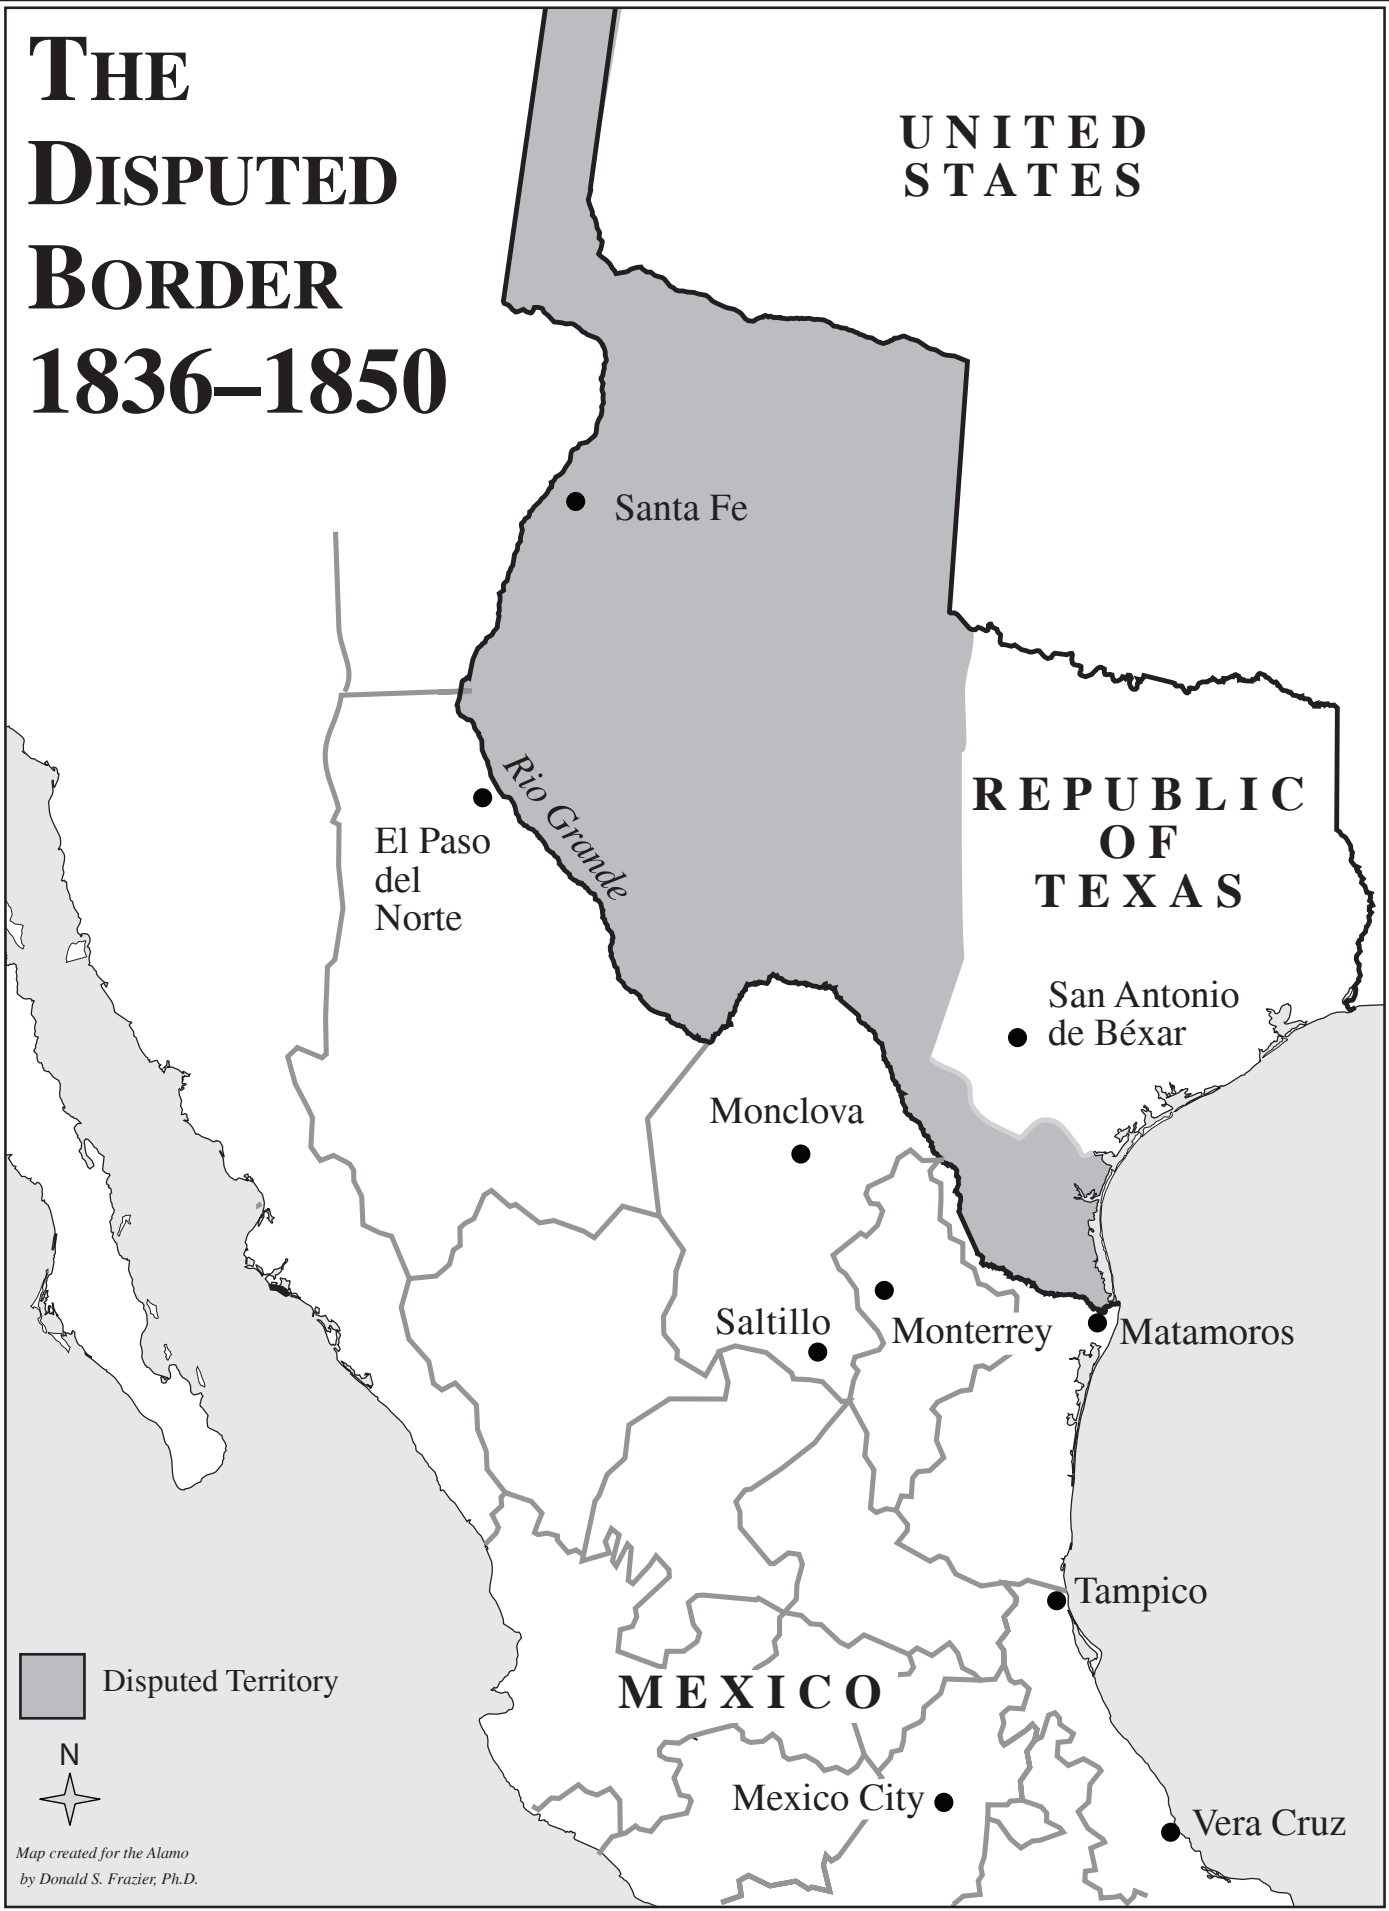 THE
DISPUTED
BORDER
1836–1850
UNITED
STATES
Santa Fe
Rio Grande
El Paso
del
Norte
REPUBLIC
OF
TEXAS
San Antonio
de Béxar
Monclova
Saltillo
Monterrey
Matamoros
Tampico
MEXICO
Mexico City
Vera Cruz
Disputed Territory
N
Map created for the Alamo
by Donald S. Frazier, Ph.D.